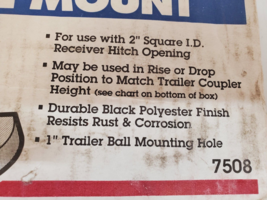 MOUNT
▪ For use with 2" Square I.D.
Receiver Hitch Opening
▪ May be used in Rise or Drop
Position to Match Trailer Coupler
Height (see chart on bottom of box)
▪ Durable Black Polyester Finish
Resists Rust & Corrosion
▪ 1" Trailer Ball Mounting Hole
7508